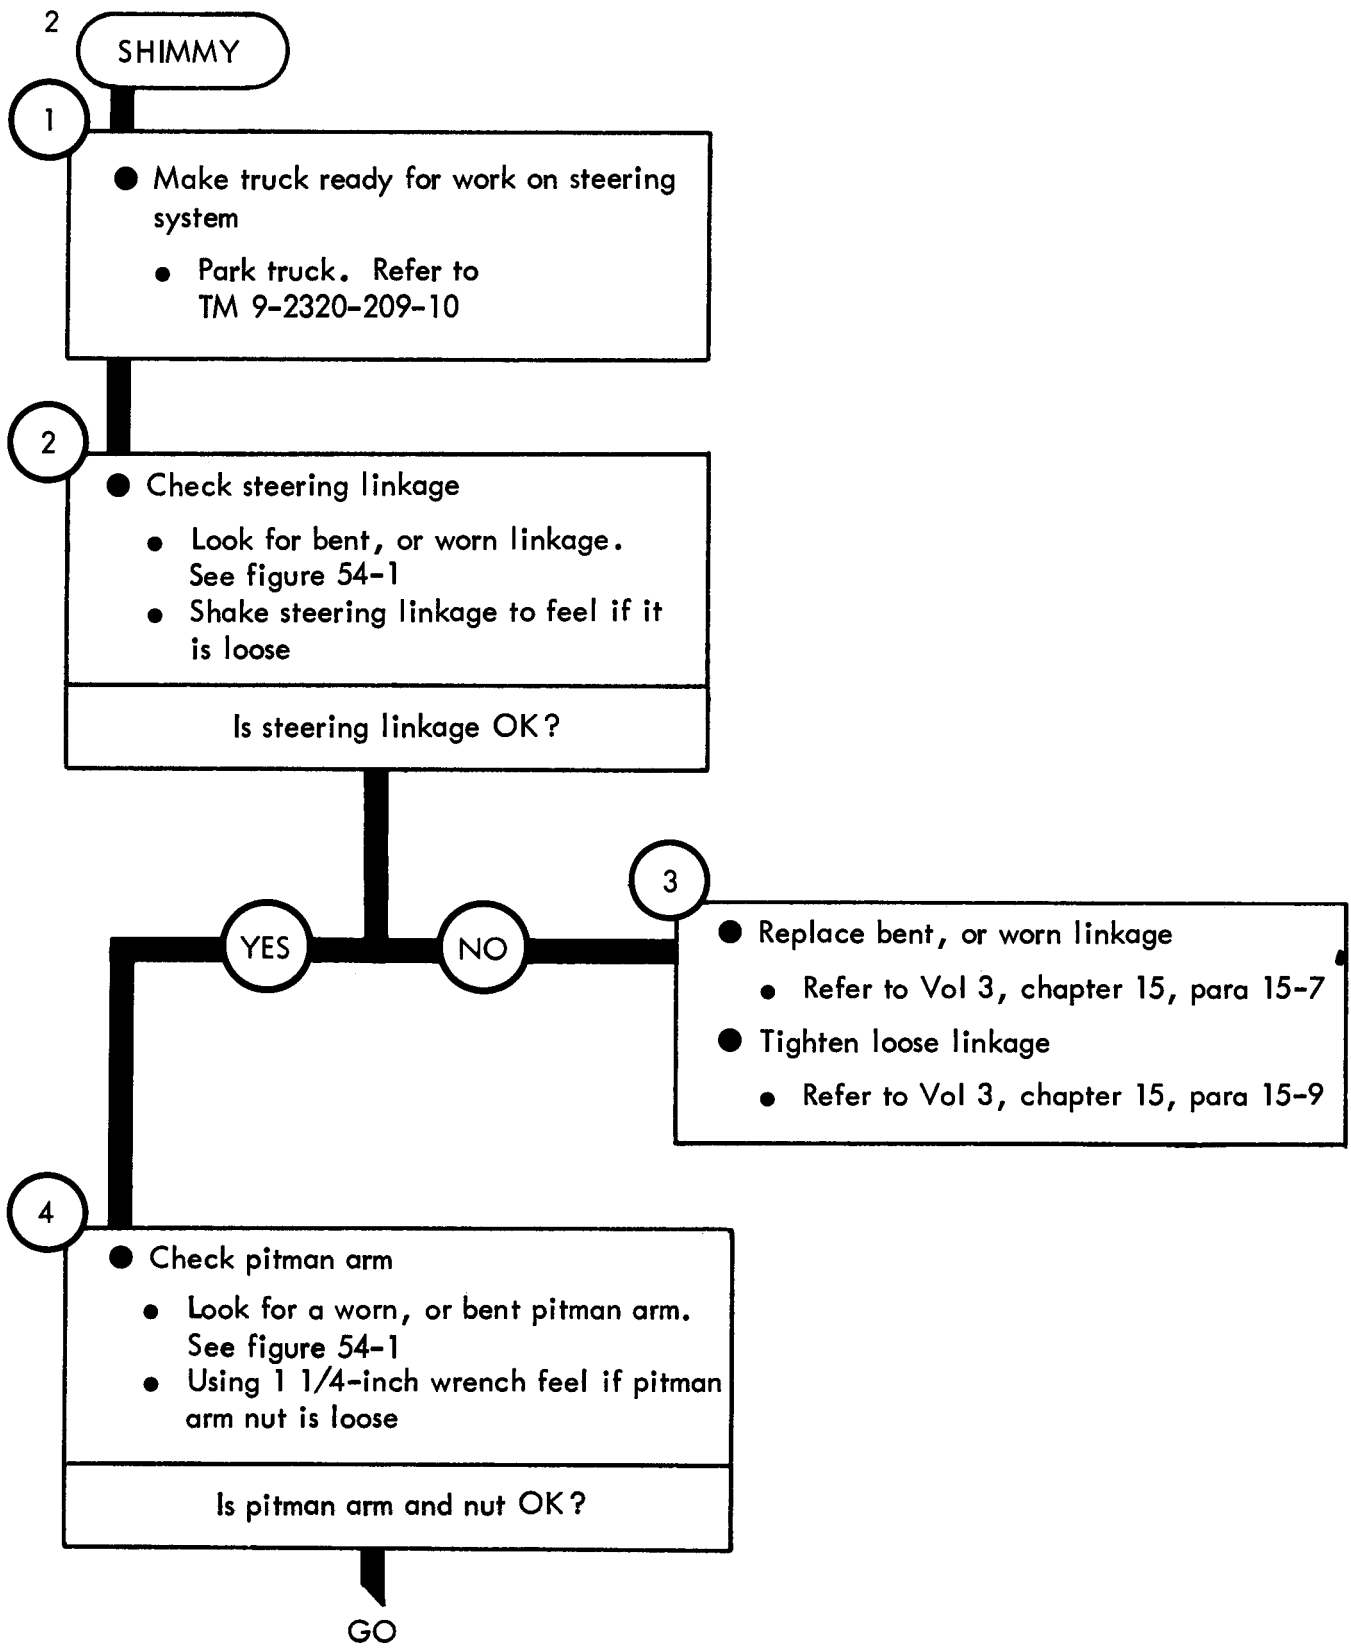 2
SHIMMY
1
● Make truck ready for work on steering
system
● Park truck. Refer to
TM 9-2320-209-10
2
● Check steering linkage
● Look for bent, or worn linkage.
See figure 54-1
● Shake steering linkage to feel if it
is loose
Is steering linkage OK?
YES
NO
3
● Replace bent, or worn linkage
● Refer to Vol 3, chapter 15, para 15-7
● Tighten loose linkage
● Refer to Vol 3, chapter 15, para 15-9
4
● Check pitman arm
● Look for a worn, or bent pitman arm.
See figure 54-1
● Using 1 1/4-inch wrench feel if pitman
arm nut is loose
Is pitman arm and nut OK?
GO